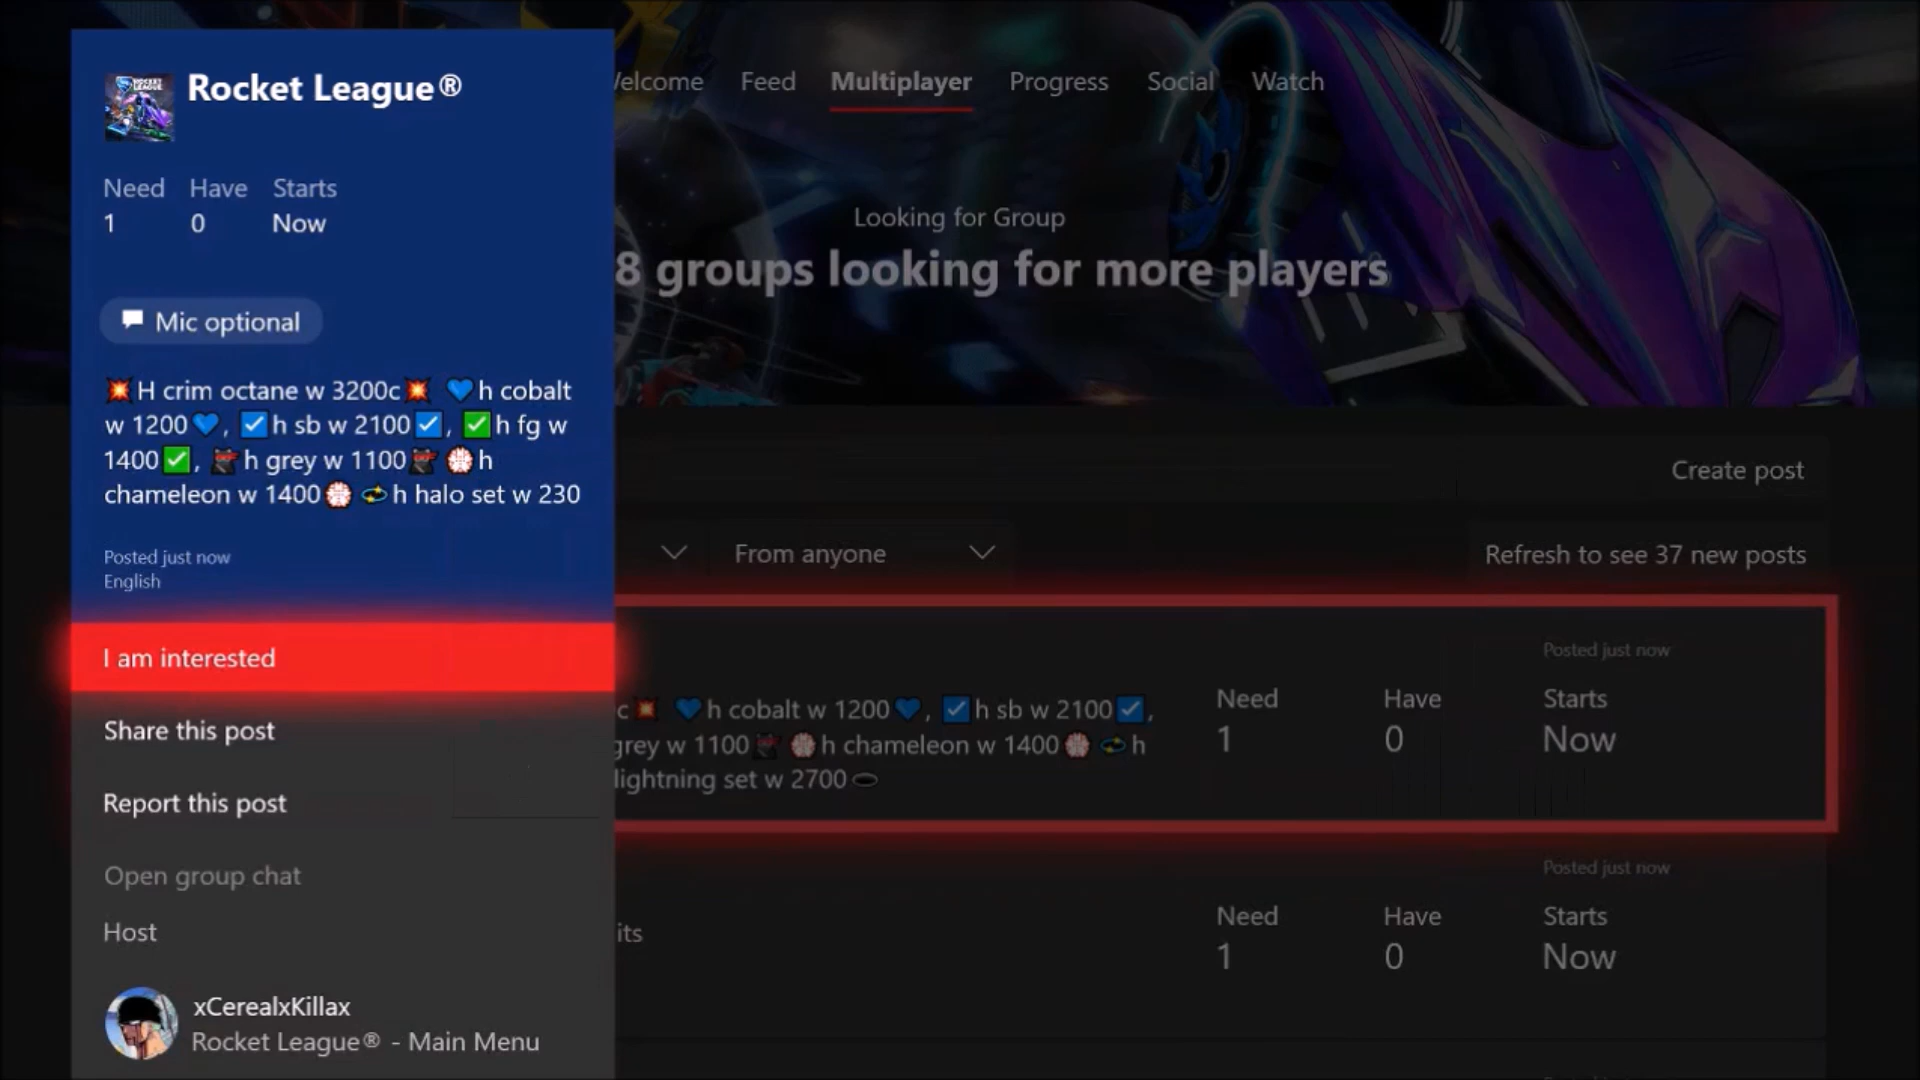 Rocket League®
Need Have Starts
1 0 Now
Mic optional
💥H crim octane w 3200c💥 💙h cobalt
w 1200💙, ☑️h sb w 2100☑️, ✅h fg w
1400✅, h grey w 1100 h
chameleon w 1400 💫h halo set w 230
Posted just now
English
I am interested
Share this post
Report this post
Open group chat
Host
xCerealxKillax
Rocket League® - Main Menu
Velcome Feed Multiplayer Progress Social Watch
Looking for Group
8 groups looking for more players
Create post
From anyone
Refresh to see 37 new posts
Posted just now
c💥 💙h cobalt w 1200💙, ☑️h sb w 2100☑️,
grey w 1100 h chameleon w 1400 💫h
lightning set w 2700
Need Have Starts
1 0 Now
Posted just now
its
Need Have Starts
1 0 Now